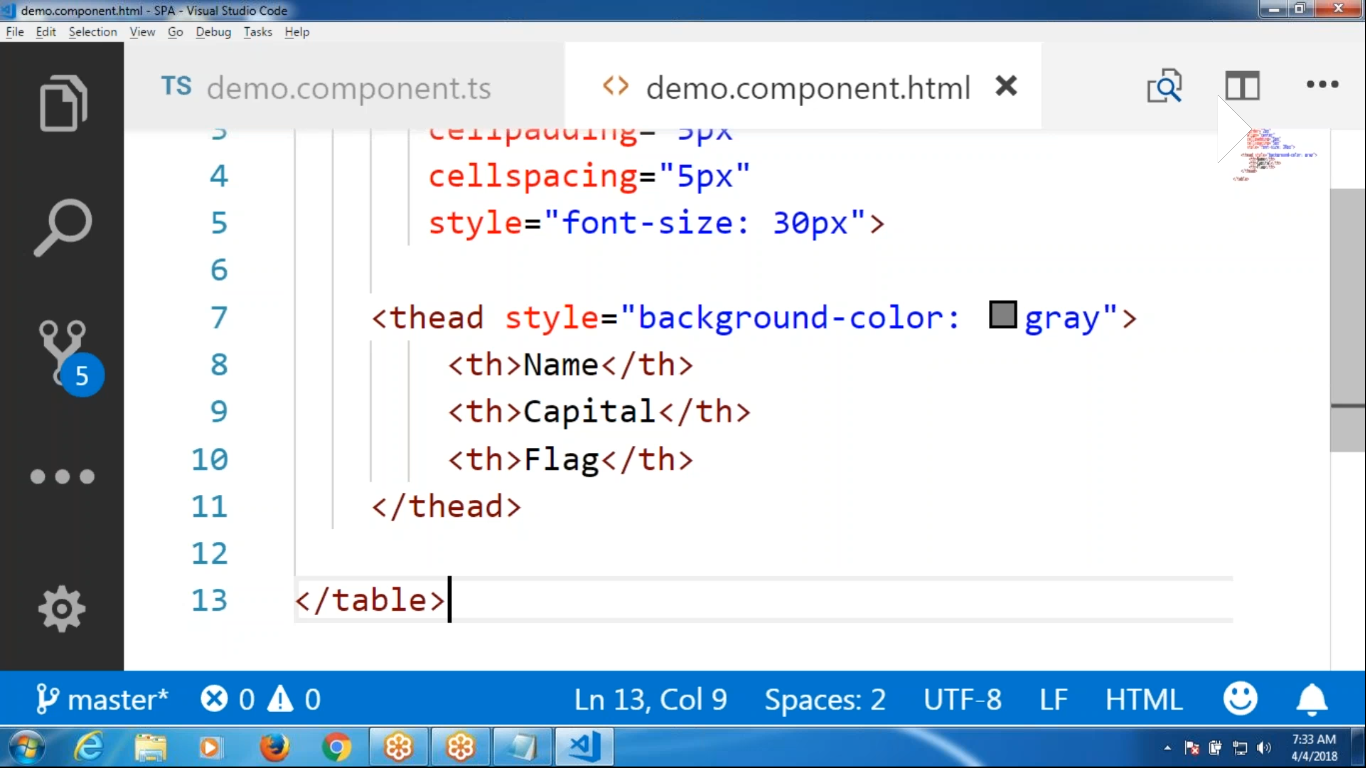 demo.component.html - SPA - Visual Studio Code
File Edit Selection View Go Debug Tasks Help
TS demo.component.ts
<> demo.component.html
3 cellpadding="5px"
4 cellspacing="5px"
5 style="font-size: 30px">
6
7 <thead style="background-color: gray">
8 <th>Name</th>
9 <th>Capital</th>
10 <th>Flag</th>
11 </thead>
12
13 </table>
5
master* 0 0 Ln 13, Col 9 Spaces: 2 UTF-8 LF HTML
7:33 AM
4/4/2018